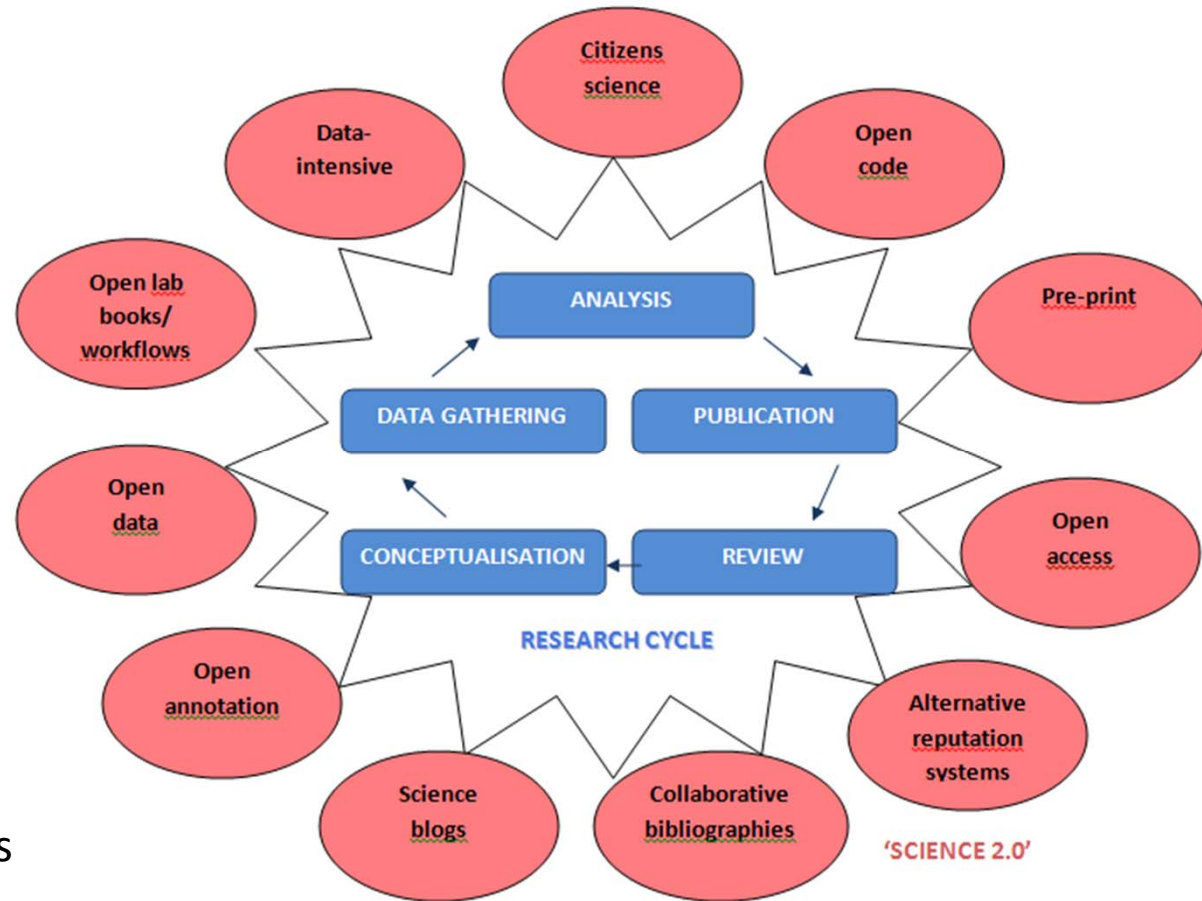 Citizens
science
Data-
intensive
Open
code
Open lab
books/
workflows
Pre-print
ANALYSIS
DATA GATHERING
PUBLICATION
Open
data
Open
access
CONCEPTUALISATION
REVIEW
RESEARCH CYCLE
Open
annotation
Alternative
reputation
systems
Science
blogs
Collaborative
bibliographies
'SCIENCE 2.0'
s